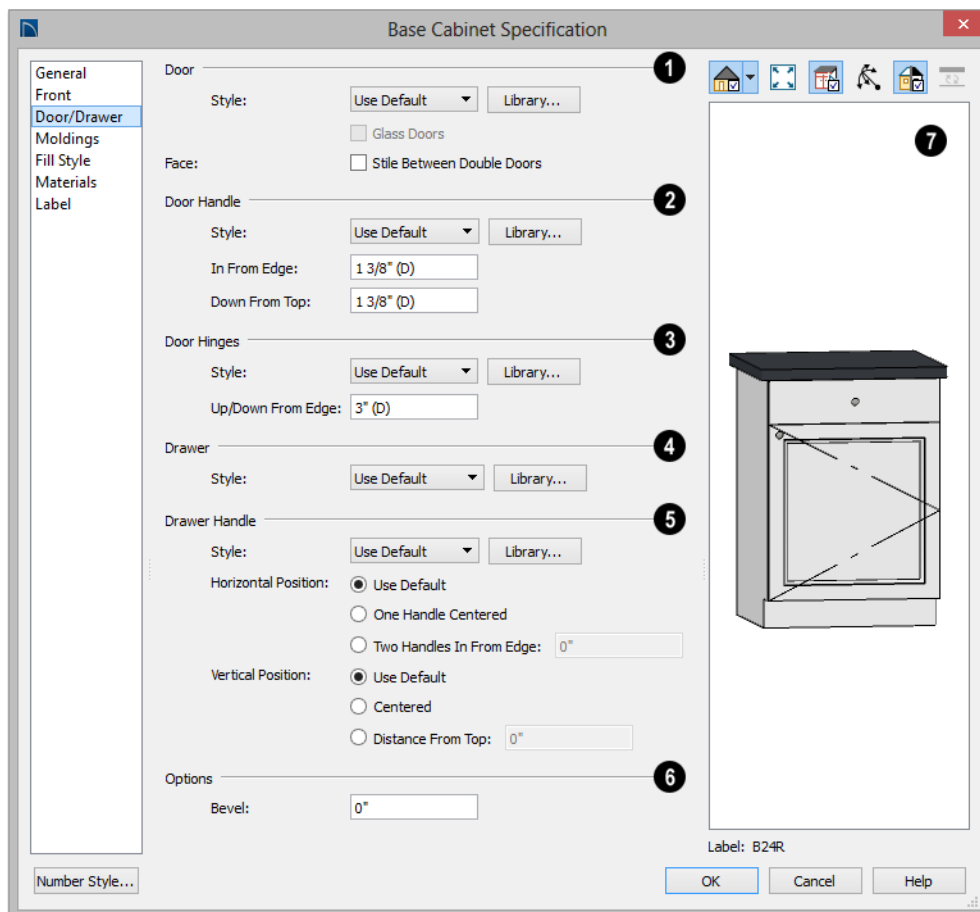 Base Cabinet Specification
General
Front
Door/Drawer
Moldings
Fill Style
Materials
Label
Number Style...
Door 1
Style: Use Default Library...
Glass Doors
Face: Stile Between Double Doors
Door Handle 2
Style: Use Default Library...
In From Edge: 1 3/8" (D)
Down From Top: 1 3/8" (D)
Door Hinges 3
Style: Use Default Library...
Up/Down From Edge: 3" (D)
Drawer 4
Style: Use Default Library...
Drawer Handle 5
Style: Use Default Library...
Horizontal Position: Use Default
One Handle Centered
Two Handles In From Edge: 0"
Vertical Position: Use Default
Centered
Distance From Top: 0"
Options 6
Bevel: 0"
7
Label: B24R
OK Cancel Help